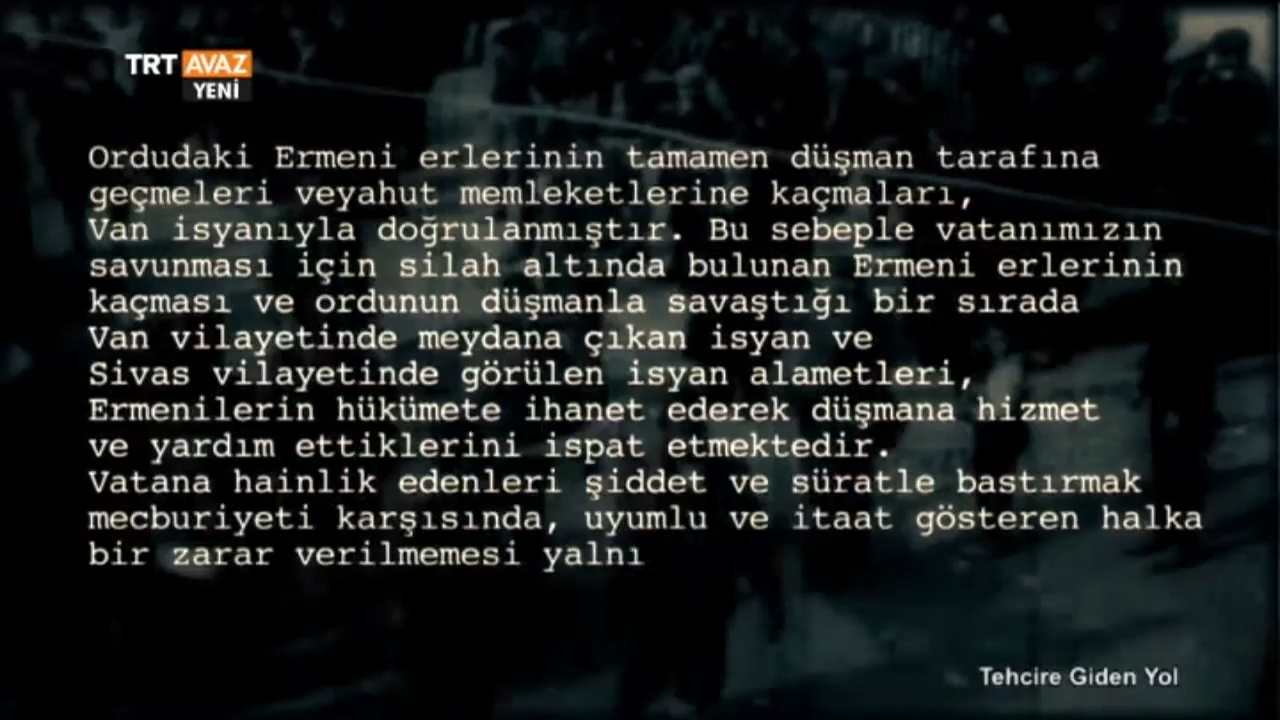 TRT AVAZ
YENİ
Ordudaki Ermeni erlerinin tamamen düşman tarafına
geçmeleri veyahut memleketlerine kaçmaları,
Van isyanıyla doğrulanmıştır. Bu sebeple vatanımızın
savunması için silah altında bulunan Ermeni erlerinin
kaçması ve ordunun düşmanla savaştığı bir sırada
Van vilayetinde meydana çıkan isyan ve
Sivas vilayetinde görülen isyan alametleri,
Ermenilerin hükümete ihanet ederek düşmana hizmet
ve yardım ettiklerini ispat etmektedir.
Vatana hainlik edenleri şiddet ve süratle bastırmak
mecburiyeti karşısında, uyumlu ve itaat gösteren halka
bir zarar verilmemesi yalnı
Tehcire Giden Yol